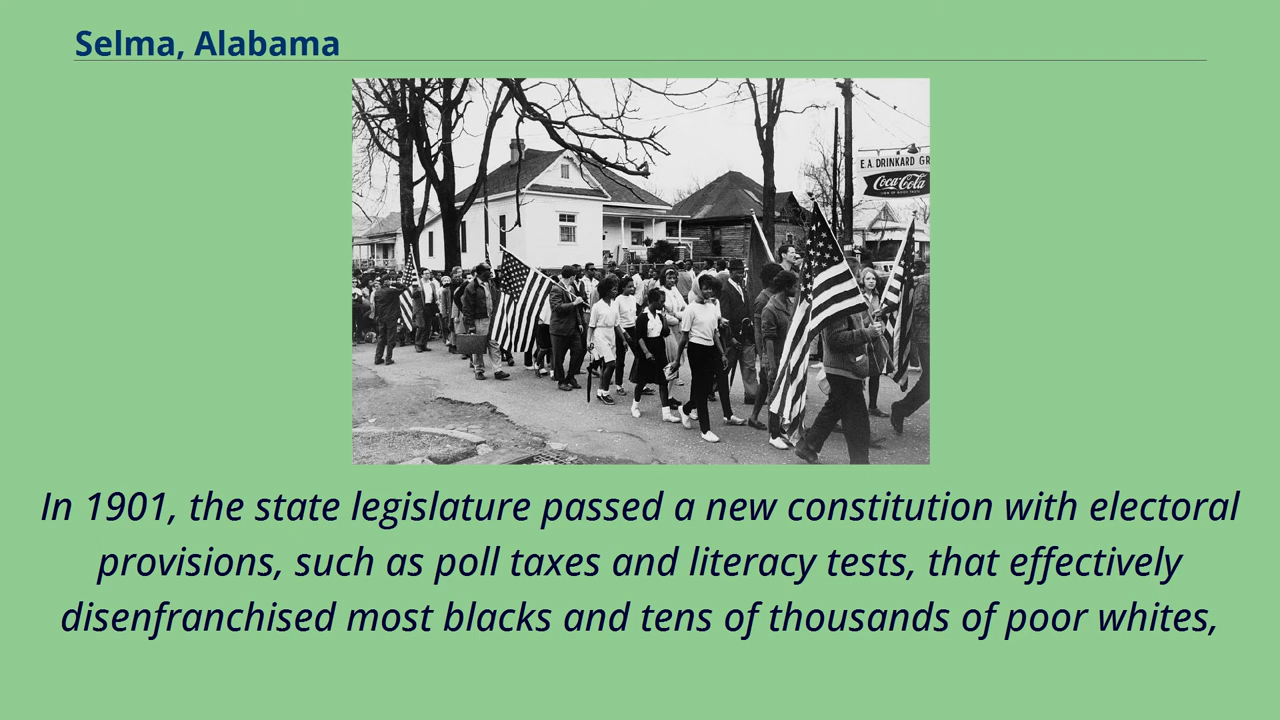 Selma, Alabama
E.A. DRINKARD GR
Coca-Cola
In 1901, the state legislature passed a new constitution with electoral
provisions, such as poll taxes and literacy tests, that effectively
disenfranchised most blacks and tens of thousands of poor whites,